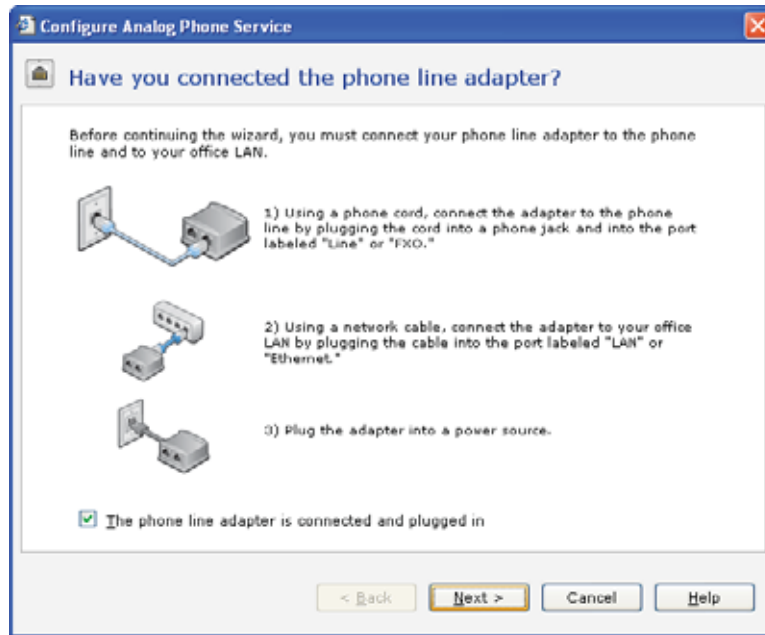 Configure Analog Phone Service
Have you connected the phone line adapter?
Before continuing the wizard, you must connect your phone line adapter to the phone
line and to your office LAN.
1) Using a phone cord, connect the adapter to the phone
line by plugging the cord into a phone jack and into the port
labeled "Line" or "FXO."
2) Using a network cable, connect the adapter to your office
LAN by plugging the cable into the port labeled "LAN" or
"Ethernet."
3) Plug the adapter into a power source.
The phone line adapter is connected and plugged in
< Back
Next >
Cancel
Help